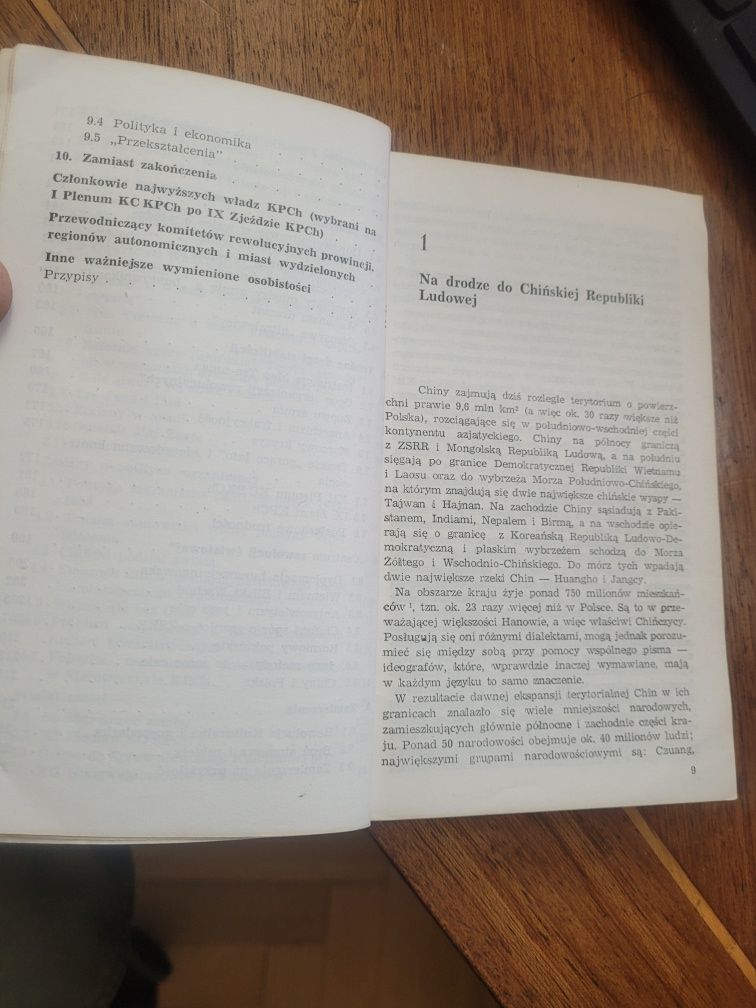 9.4 Polityka i ekonomika
9.5 „Przekształcenia” . . . . .
10. Zamiast zakończenia . . . . .
Członkowie najwyższych władz KPCh (wybrani na
I Plenum KC KPCh po IX Zjeździe KPCh) . . .
Przewodniczący komitetów rewolucyjnych prowincji,
regionów autonomicznych i miast wydzielonych .
Inne ważniejsze wymienione osobistości . . .
Przypisy . . . . . . . . . .
1
Na drodze do Chińskiej Republiki
Ludowej
Chiny zajmują dziś rozległe terytorium o powierz-
chni prawie 9,6 mln km² (a więc ok. 30 razy większe niż
Polska), rozciągające się w południowo-wschodniej części
kontynentu azjatyckiego. Chiny na północy graniczą
z ZSRR i Mongolską Republiką Ludową, a na południu
sięgają po granice Demokratycznej Republiki Wietnamu
i Laosu oraz do wybrzeża Morza Południowo-Chińskiego,
na którym znajdują się dwie największe chińskie wyspy —
Tajwan i Hajnan. Na zachodzie Chiny sąsiadują z Paki-
stanem, Indiami, Nepalem i Birmą, a na wschodzie opie-
rają się o granicę z Koreańską Republiką Ludowo-De-
mokratyczną i płaskim wybrzeżem schodzą do Morza
Żółtego i Wschodnio-Chińskiego. Do mórz tych wpadają
dwie największe rzeki Chin — Huangho i Jangcy.
Na obszarze kraju żyje ponad 750 milionów mieszkań-
ców ¹, tzn. ok. 23 razy więcej niż w Polsce. Są to w prze-
ważającej większości Hanowie, a więc właściwi Chińczycy.
Posługują się oni różnymi dialektami, mogą jednak porozu-
mieć się między sobą przy pomocy wspólnego pisma —
ideografów, które, wprawdzie inaczej wymawiane, mają
w każdym języku to samo znaczenie.
W rezultacie dawnej ekspansji terytorialnej Chin w ich
granicach znalazło się wiele mniejszości narodowych,
zamieszkujących głównie północne i zachodnie części kra-
ju. Ponad 50 narodowości obejmuje ok. 40 milionów ludzi;
największymi grupami narodowościowymi są: Czuang,
9